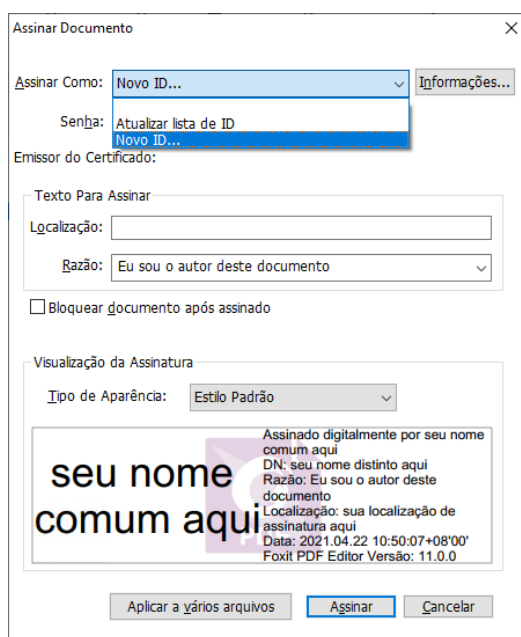 Assinar Documento
Assinar Como: Novo ID... Informações...
Senha: Atualizar lista de ID
Novo ID...
Emissor do Certificado:
Texto Para Assinar
Localização:
Razão: Eu sou o autor deste documento
Bloquear documento após assinado
Visualização da Assinatura
Tipo de Aparência: Estilo Padrão
seu nome
comum aqui
Assinado digitalmente por seu nome
comum aqui
DN: seu nome distinto aqui
Razão: Eu sou o autor deste
documento
Localização: sua localização de
assinatura aqui
Data: 2021.04.22 10:50:07+08'00'
Foxit PDF Editor Versão: 11.0.0
Aplicar a vários arquivos Assinar Cancelar